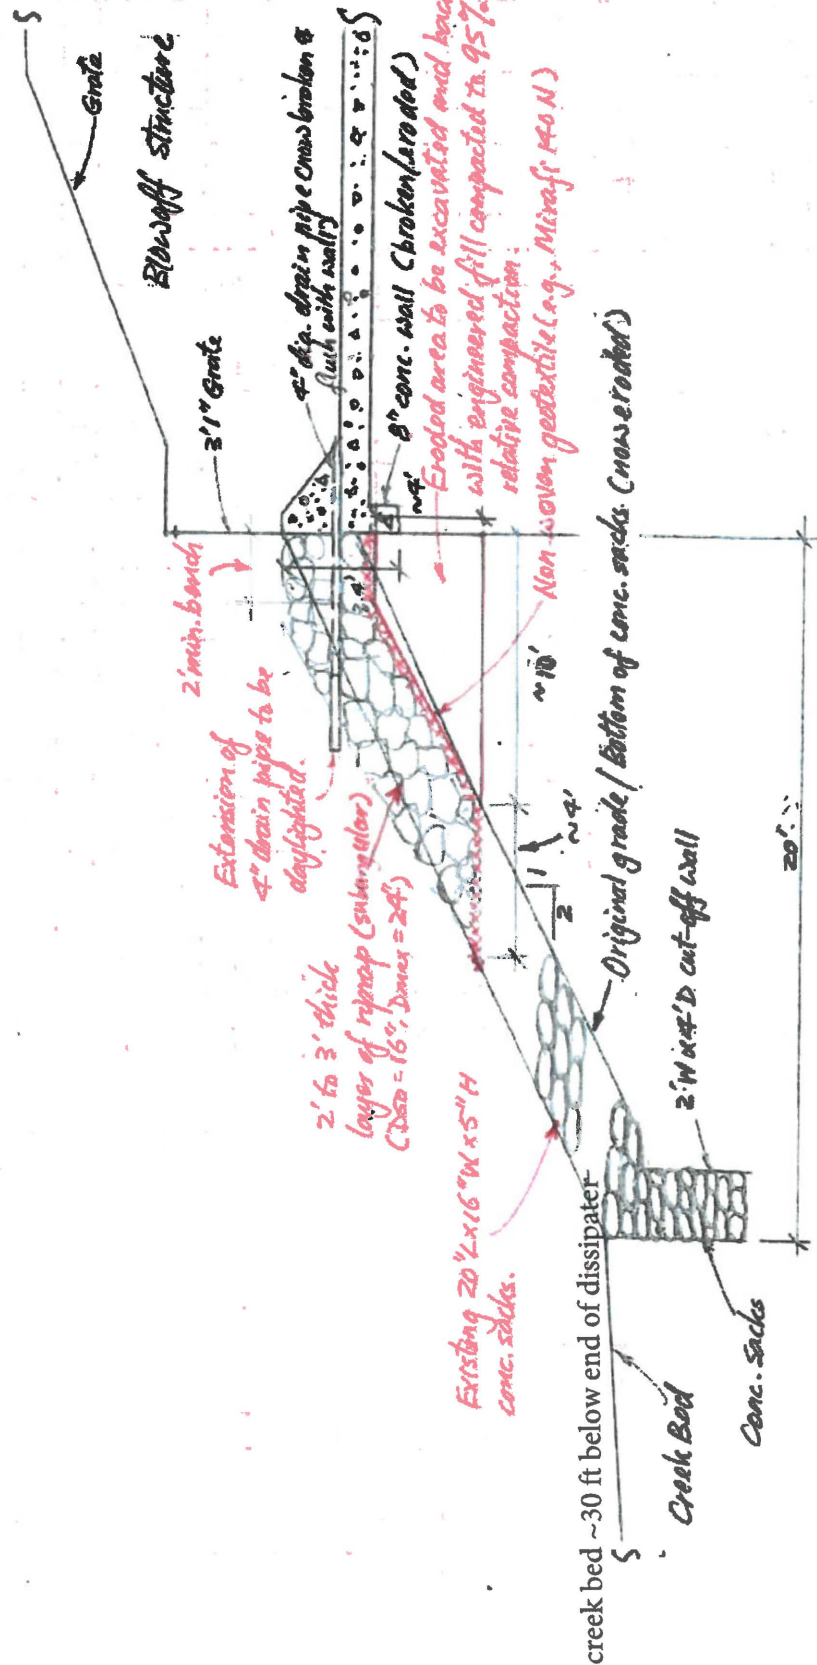 Grate
Blowoff structure
3'1" Grate
2' min. bench
4" dia. drain pipe (now broken &
flush with wall)
8" conc. wall (broken/eroded)
~4'
Eroded area to be excavated and
with engineered fill compacted to 95%
relative compaction.
Non-woven geotextile (e.g., Mirafi 140N)
Extension of
4" drain pipe to be
daylighted.
2' to 3' thick
layer of riprap (subangular)
(D50 = 16", Dmax = 24")
~10'
1
2
~4'
Original grade / Bottom of conc. sacks (now eroded)
Existing 20"L x 16"W x 5"H
conc. sacks.
2'W x 4'D cut-off wall
20'
creek bed ~30 ft below end of dissipater
Creek Bed
Conc. Sacks
S
S
S